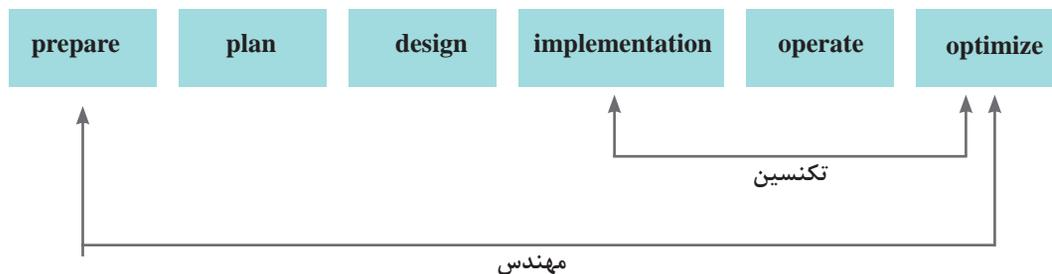 prepare plan design implementation operate optimize
تکنسین
مهندس